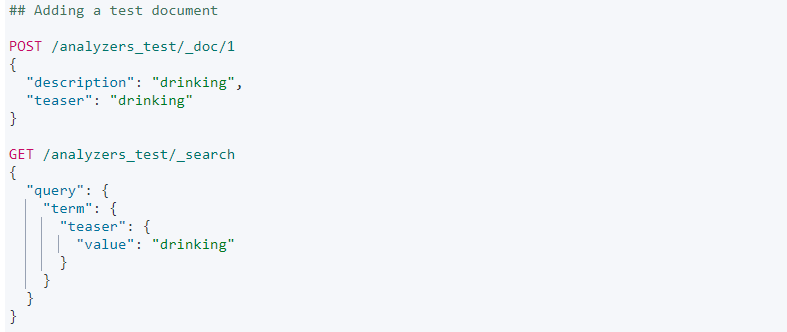 ## Adding a test document
POST /analyzers_test/_doc/1
{
  "description": "drinking",
  "teaser": "drinking"
}
GET /analyzers_test/_search
{
  "query": {
    "term": {
      "teaser": {
        "value": "drinking"
      }
    }
  }
}